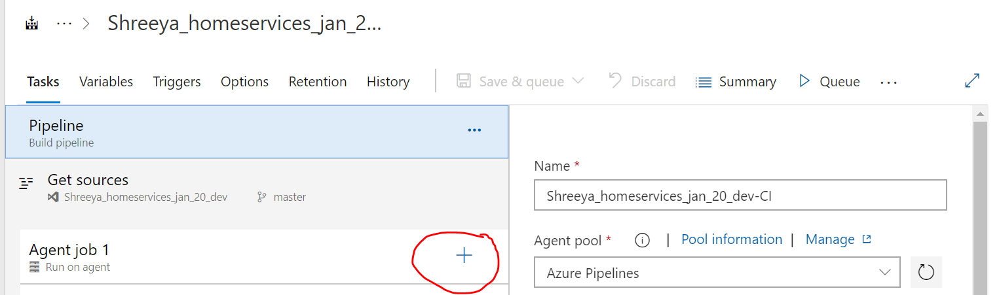 ... > Shreeya_homeservices_jan_2...
Tasks Variables Triggers Options Retention History | Save & queue Discard Summary Queue ...
Pipeline ...
Build pipeline
Get sources
Shreeya_homeservices_jan_20_dev master
Agent job 1 +
Run on agent
Name *
Shreeya_homeservices_jan_20_dev-CI
Agent pool * | Pool information | Manage
Azure Pipelines